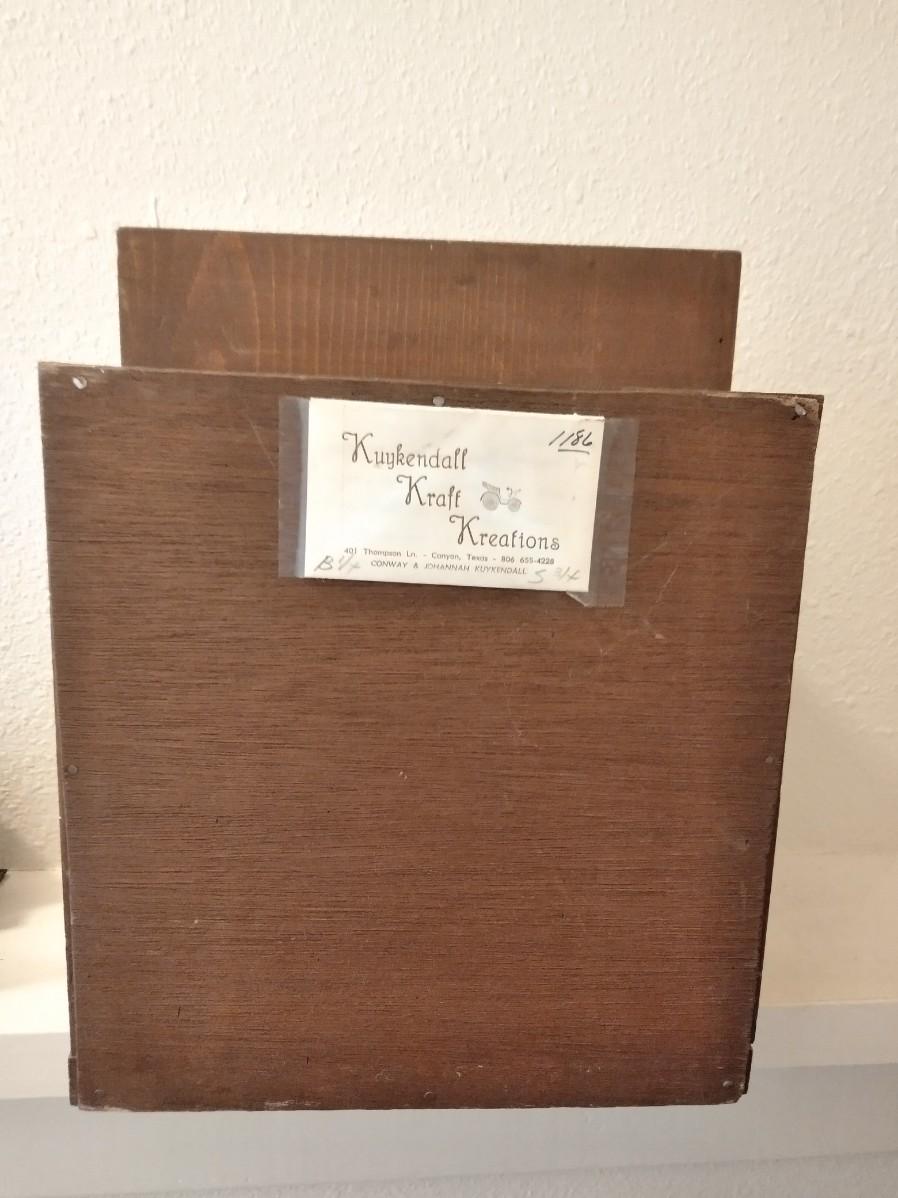 1186
Kuykendall
Kraft
Kreations
401 Thompson Ln. - Canyon, Texas - 806 655-4228
CONWAY & JOHANNAH KUYKENDALL
B 1/4
S 3/4